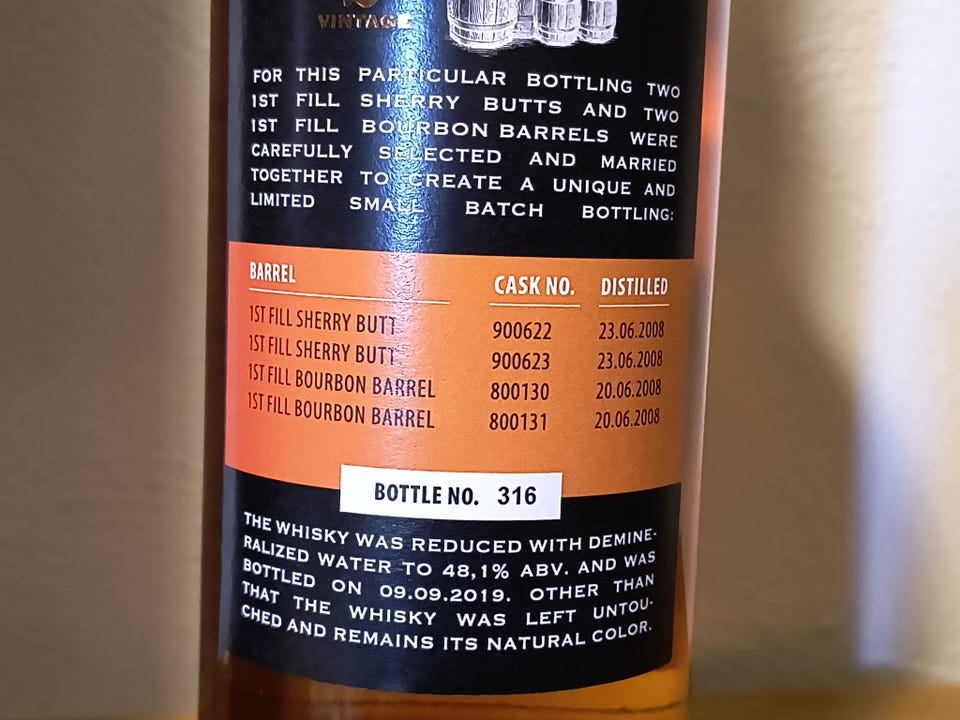 VINTAGE
FOR THIS PARTICULAR BOTTLING TWO
1ST FILL SHERRY BUTTS AND TWO
1ST FILL BOURBON BARRELS WERE
CAREFULLY SELECTED AND MARRIED
TOGETHER TO CREATE A UNIQUE AND
LIMITED SMALL BATCH BOTTLING:
BARREL CASK NO. DISTILLED
1ST FILL SHERRY BUTT 900622 23.06.2008
1ST FILL SHERRY BUTT 900623 23.06.2008
1ST FILL BOURBON BARREL 800130 20.06.2008
1ST FILL BOURBON BARREL 800131 20.06.2008
BOTTLE NO. 316
THE WHISKY WAS REDUCED WITH DEMINE-
RALIZED WATER TO 48,1% ABV. AND WAS
BOTTLED ON 09.09.2019. OTHER THAN
THAT THE WHISKY WAS LEFT UNTOU-
CHED AND REMAINS ITS NATURAL COLOR.